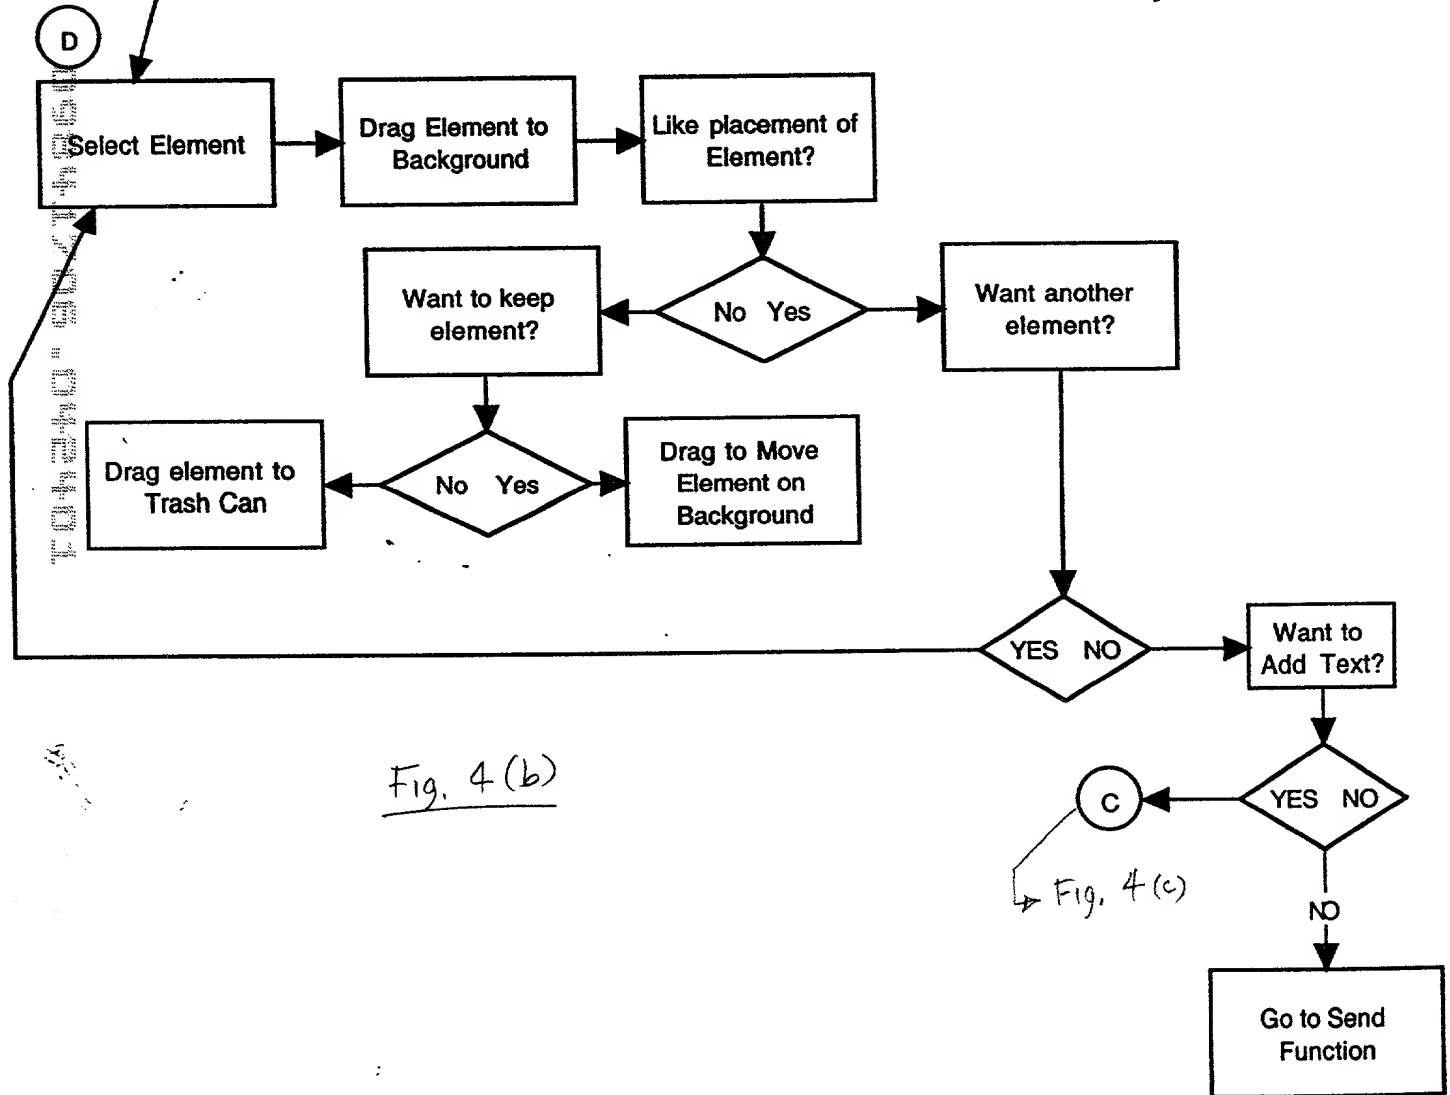 D
Select Element
Drag Element to
Background
Like placement of
Element?
Want to keep
element?
No Yes
Want another
element?
Drag element to
Trash Can
No Yes
Drag to Move
Element on
Background
YES NO
Want to
Add Text?
Fig. 4 (b)
C
YES NO
Fig. 4 (c)
NO
Go to Send
Function